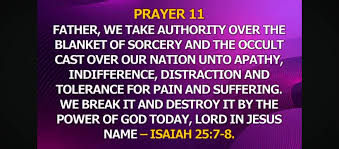 PRAYER 11
FATHER, WE TAKE AUTHORITY OVER THE
BLANKET OF SORCERY AND THE OCCULT
CAST OVER OUR NATION UNTO APATHY,
INDIFFERENCE, DISTRACTION AND
TOLERANCE FOR PAIN AND SUFFERING.
WE BREAK IT AND DESTROY IT BY THE
POWER OF GOD TODAY, LORD IN JESUS
NAME – ISAIAH 25:7-8.